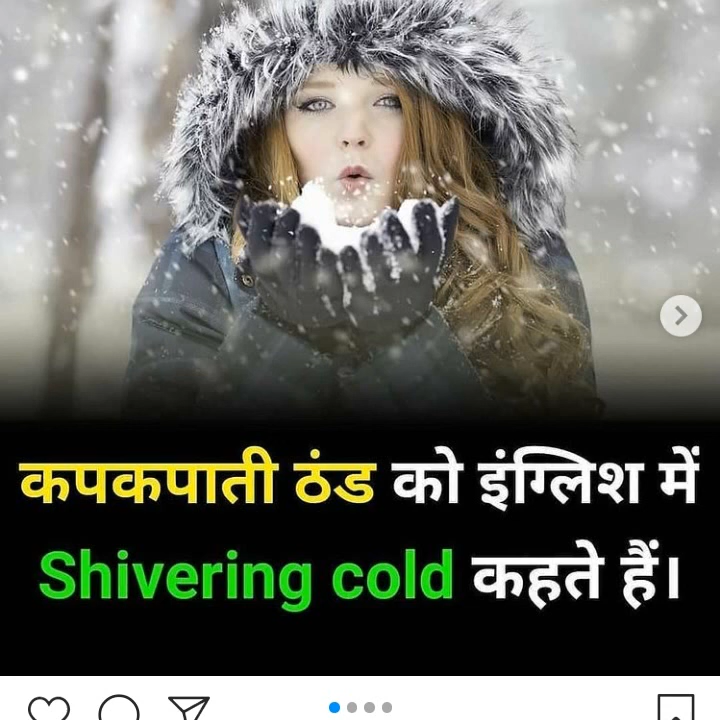 कपकपाती ठंड को इंग्लिश में
Shivering cold कहते हैं।